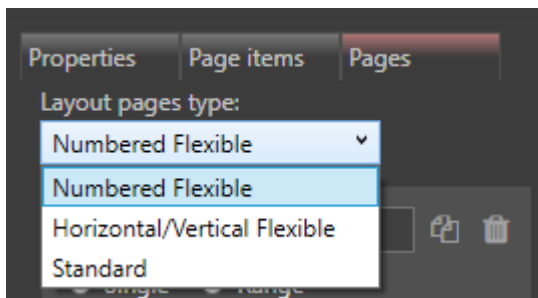 Properties Page items Pages
Layout pages type:
Numbered Flexible
Numbered Flexible
Horizontal/Vertical Flexible
Standard